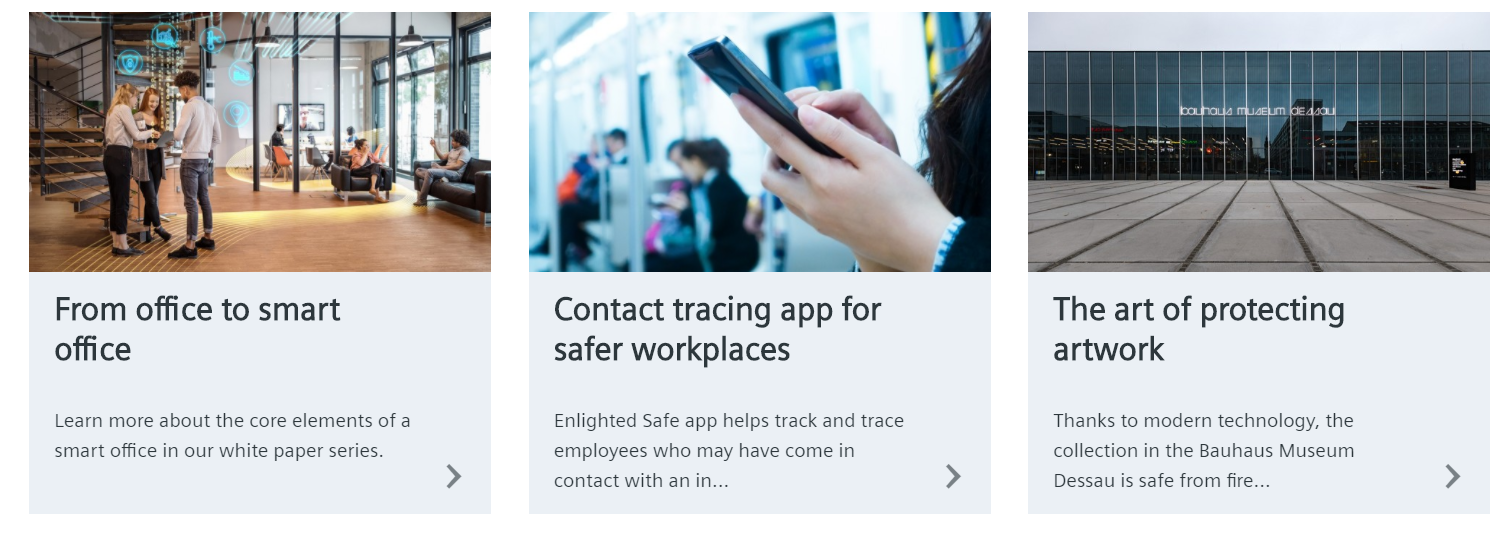 bauhaus museum dessau
From office to smart
office
Learn more about the core elements of a
smart office in our white paper series.
Contact tracing app for
safer workplaces
Enlighted Safe app helps track and trace
employees who may have come in
contact with an in...
The art of protecting
artwork
Thanks to modern technology, the
collection in the Bauhaus Museum
Dessau is safe from fire...